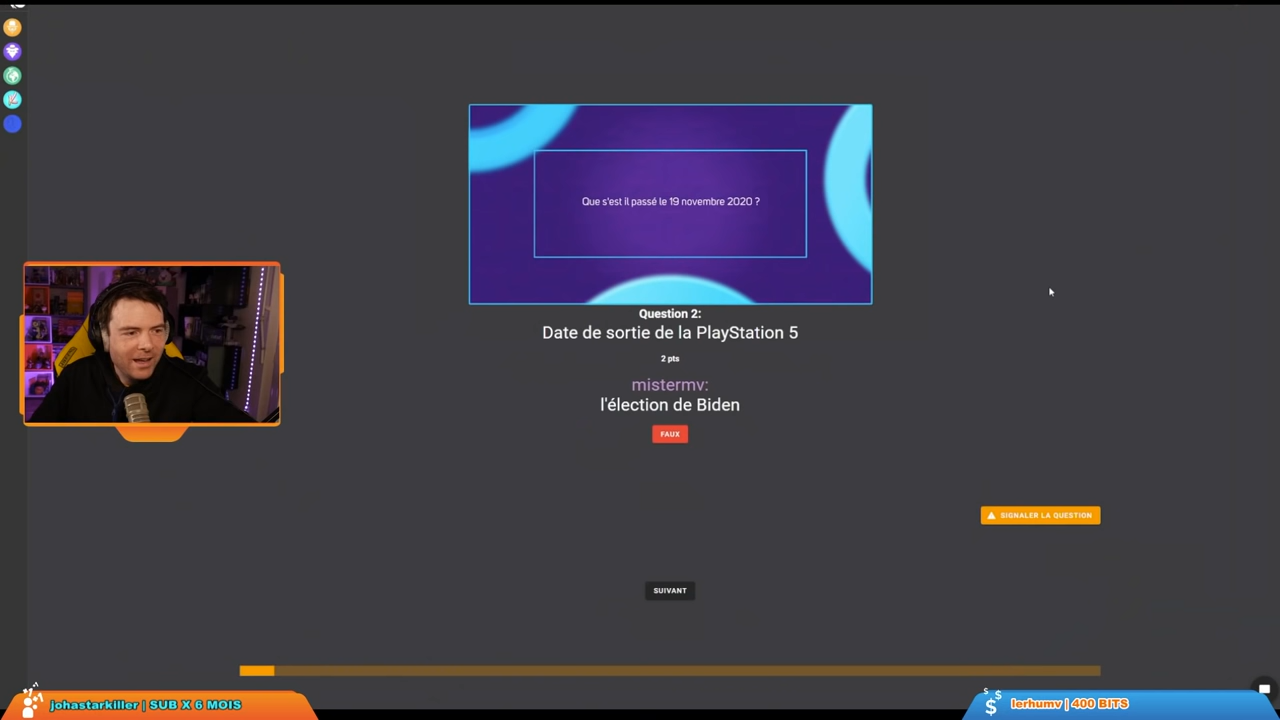 Que s'est il passé le 19 novembre 2020 ?
Question 2:
Date de sortie de la PlayStation 5
2 pts
mistermv:
l'élection de Biden
FAUX
SIGNALER LA QUESTION
SUIVANT
johastarkiller | SUB X 6 MOIS
lerhumv | 400 BITS